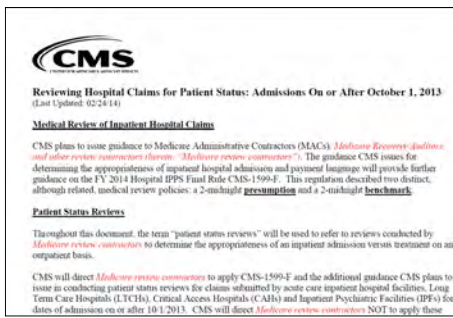 CMS
Reviewing Hospital Claims for Patient Status: Admissions On or After October 1, 2013
(Last Updated: 02/24/14)
Medical Review of Inpatient Hospital Claims
CMS plans to issue guidance to Medicare Administrative Contractors (MACs), Medicare Recovery Auditors
and other review contractors (herein: "Medicare review contractors"). The guidance CMS issues for
determining the appropriateness of inpatient hospital admission and payment language will provide further
guidance on the FY 2014 Hospital IPPS Final Rule CMS-1599-F. This regulation described two distinct,
although related, medical review policies: a 2-midnight presumption and a 2-midnight benchmark.
Patient Status Reviews
Throughout this document, the term "patient status reviews" will be used to refer to reviews conducted by
Medicare review contractors to determine the appropriateness of an inpatient admission versus treatment on an
outpatient basis.
CMS will direct Medicare review contractors to apply CMS-1599-F and the additional guidance CMS plans to
issue in conducting patient status reviews for claims submitted by acute care inpatient hospital facilities, Long
Term Care Hospitals (LTCHs), Critical Access Hospitals (CAHs) and Inpatient Psychiatric Facilities (IPFs) for
dates of admission on or after 10/1/2013. CMS will direct Medicare review contractors NOT to apply these